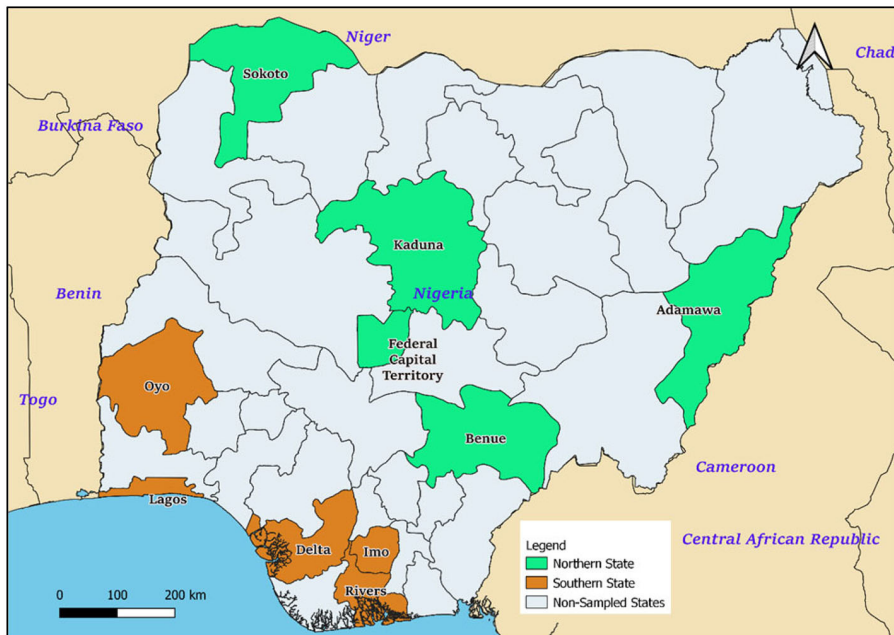 Niger
Chad
Sokoto
Burkina Faso
Kaduna
Benin
Nigeria
Adamawa
Federal
Capital
Territory
Oyo
Togo
Benue
Cameroon
Lagos
Central African Republic
Delta
Imo
Rivers
Legend
Northern State
Southern State
Non-Sampled States
0
100
200 km